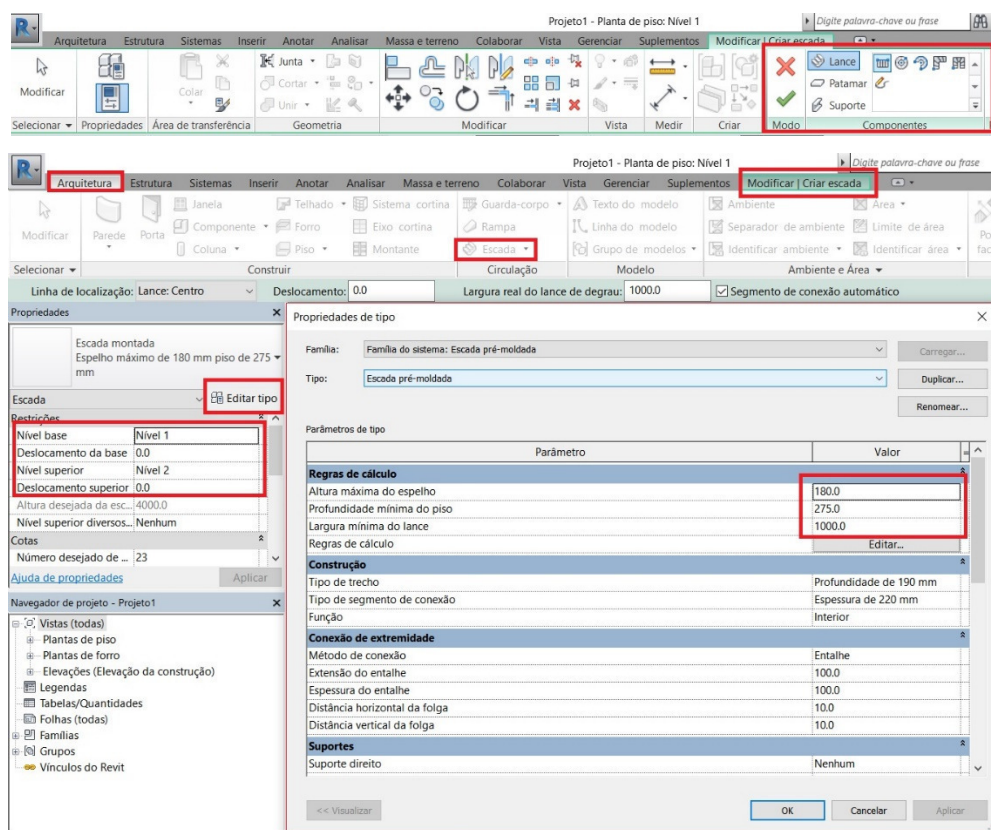 Projeto1 - Planta de piso: Nível 1
Digite palavra-chave ou frase
Arquitetura Estrutura Sistemas Inserir Anotar Analisar Massa e terreno Colaborar Vista Gerenciar Suplementos Modificar | Criar escada
Modificar
Colar
Junta
Cortar
Unir
Lance
Patamar
Suporte
Selecionar Propriedades Área de transferência Geometria Modificar Vista Medir Criar Modo Componentes
Projeto1 - Planta de piso: Nível 1
Digite palavra-chave ou frase
Arquitetura Estrutura Sistemas Inserir Anotar Analisar Massa e terreno Colaborar Vista Gerenciar Suplementos Modificar | Criar escada
Modificar Parede Porta
Janela Telhado Sistema cortina Guarda-corpo Texto do modelo Ambiente Área
Componente Forro Eixo cortina Rampa Linha do modelo Separador de ambiente Limite de área
Coluna Piso Montante Escada Grupo de modelos Identificar ambiente Identificar área
Selecionar Construir Circulação Modelo Ambiente e Área
Linha de localização: Lance: Centro Deslocamento: 0.0 Largura real do lance de degrau: 1000.0 Segmento de conexão automático
Propriedades
Escada montada
Espelho máximo de 180 mm piso de 275 mm
Escada Editar tipo
Restrições
Nível base Nível 1
Deslocamento da base 0.0
Nível superior Nível 2
Deslocamento superior 0.0
Altura desejada da esc... 4000.0
Nível superior diversos... Nenhum
Cotas
Número desejado de ... 23
Ajuda de propriedades Aplicar
Navegador de projeto - Projeto1
Vistas (todas)
Plantas de piso
Plantas de forro
Elevações (Elevação da construção)
Legendas
Tabelas/Quantidades
Folhas (todas)
Famílias
Grupos
Vínculos do Revit
Propriedades de tipo
Família: Família do sistema: Escada pré-moldada Carregar...
Tipo: Escada pré-moldada Duplicar...
Renomear...
Parâmetros de tipo
Parâmetro Valor =
Regras de cálculo
Altura máxima do espelho 180.0
Profundidade mínima do piso 275.0
Largura mínima do lance 1000.0
Regras de cálculo Editar...
Construção
Tipo de trecho Profundidade de 190 mm
Tipo de segmento de conexão Espessura de 220 mm
Função Interior
Conexão de extremidade
Método de conexão Entalhe
Extensão do entalhe 100.0
Espessura do entalhe 100.0
Distância horizontal da folga 10.0
Distância vertical da folga 10.0
Suportes
Suporte direito Nenhum
<< Visualizar OK Cancelar Aplicar